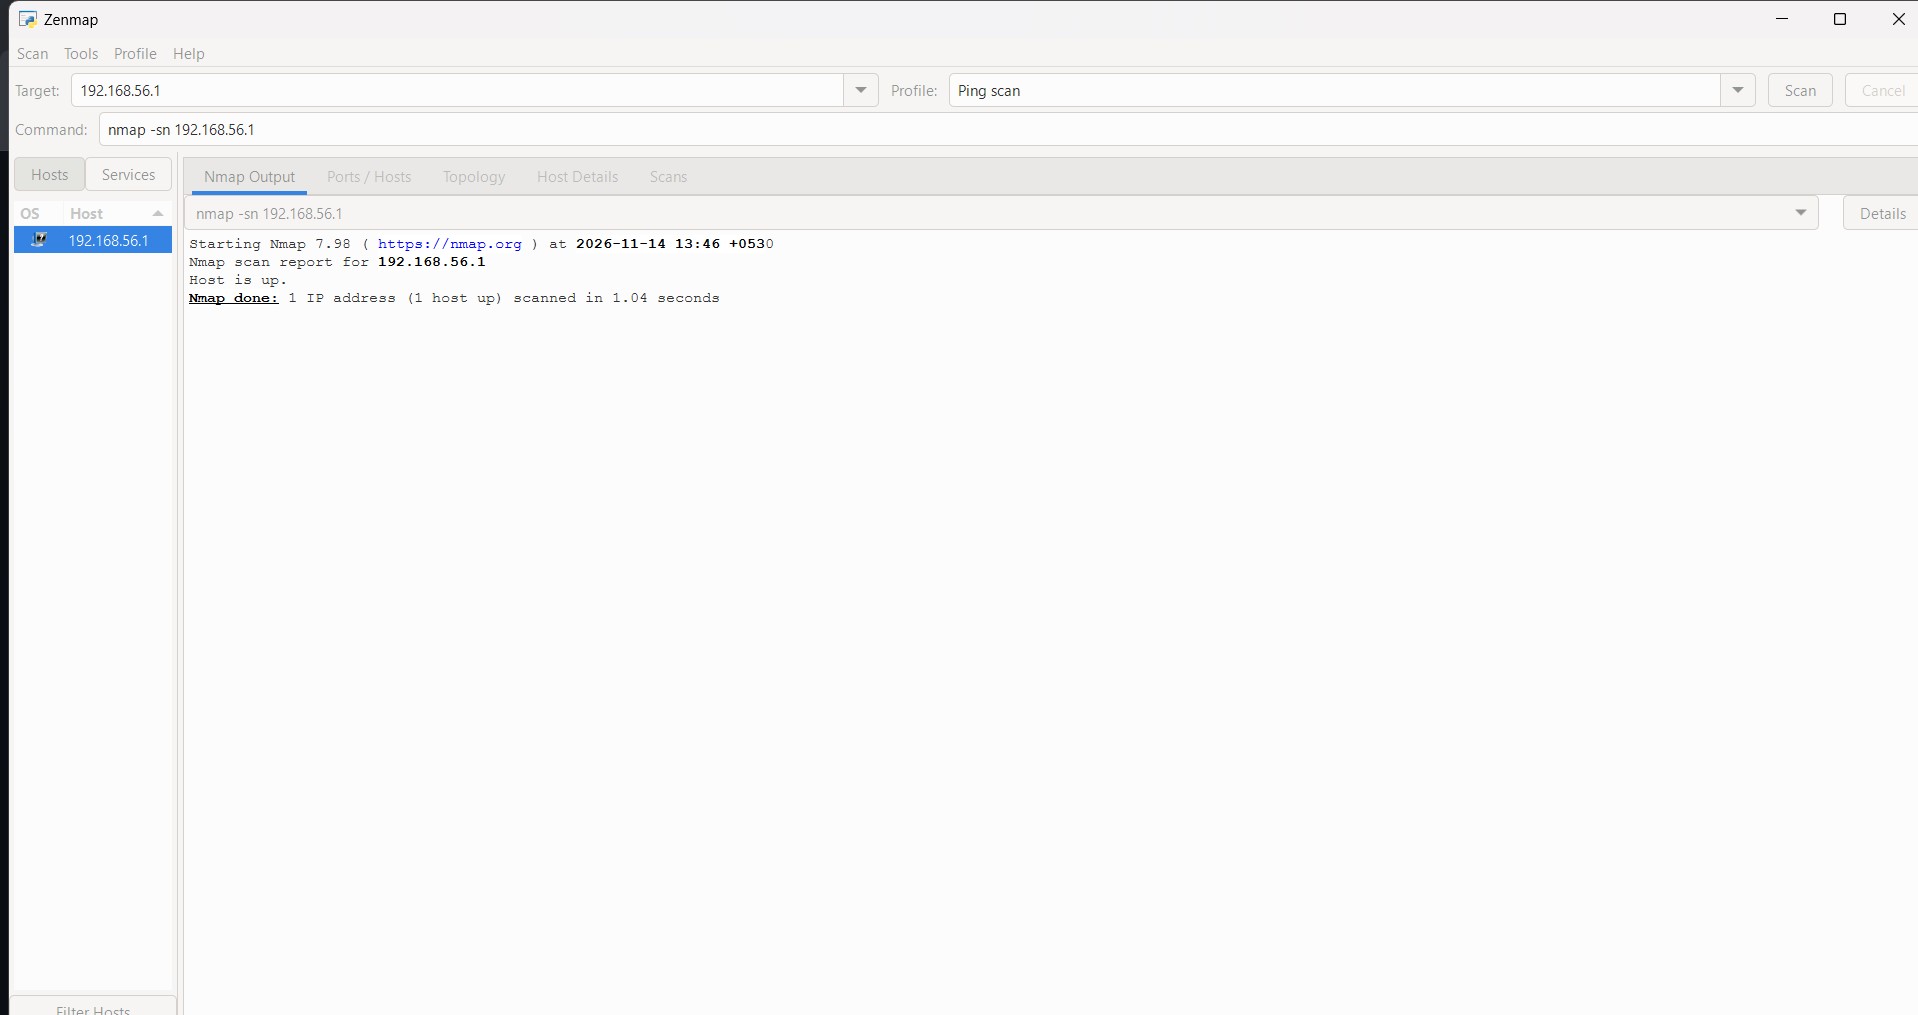 Zenmap
Scan Tools Profile Help
Target: 192.168.56.1 Profile: Ping scan Scan Cancel
Command: nmap -sn 192.168.56.1
Hosts Services Nmap Output Ports / Hosts Topology Host Details Scans
OS Host nmap -sn 192.168.56.1 Details
192.168.56.1
Starting Nmap 7.98 ( https://nmap.org ) at 2026-11-14 13:46 +0530
Nmap scan report for 192.168.56.1
Host is up.
Nmap done: 1 IP address (1 host up) scanned in 1.04 seconds
Filter Hosts